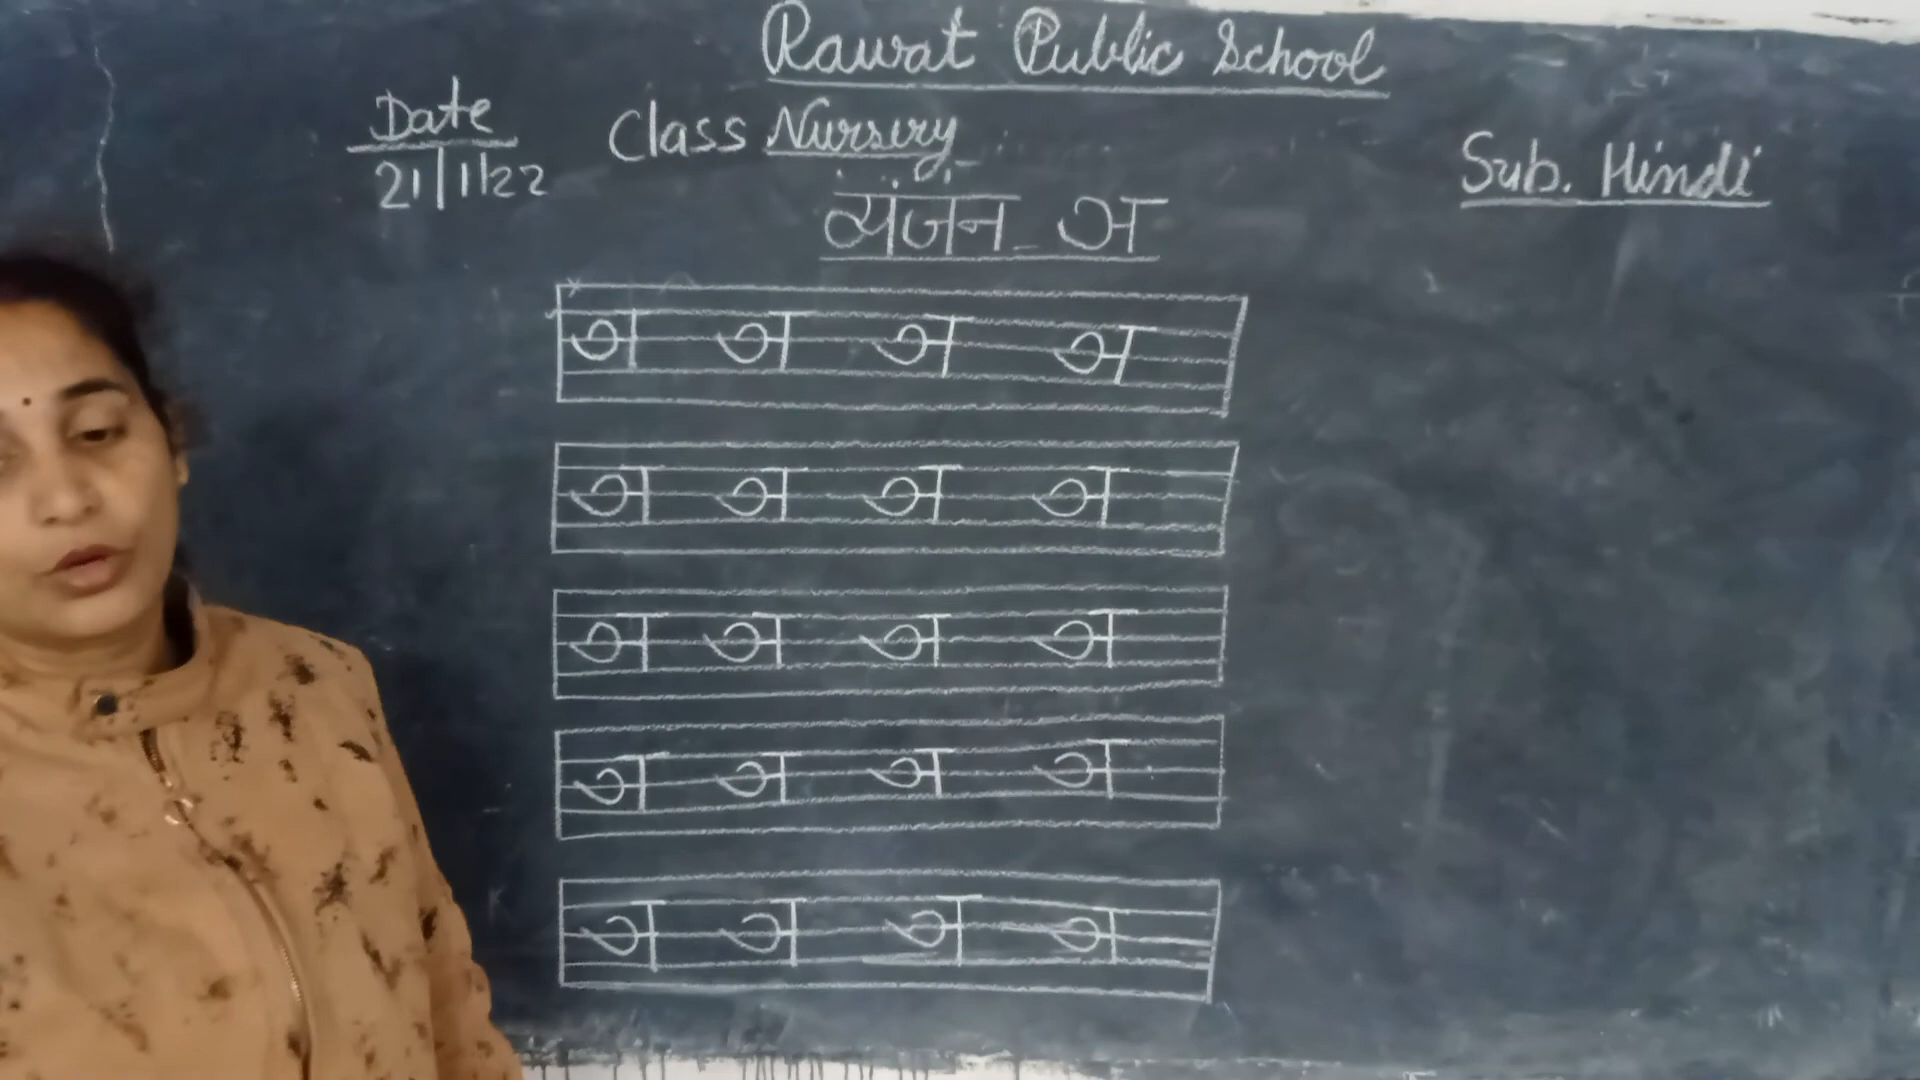 Rawat Public School
Date
21/1/22
Class Nursery
Sub. Hindi
व्यंजन - ञ
ञ ञ ञ ञ
ञ ञ ञ ञ
ञ ञ ञ ञ
ञ ञ ञ ञ
ञ ञ ञ ञ